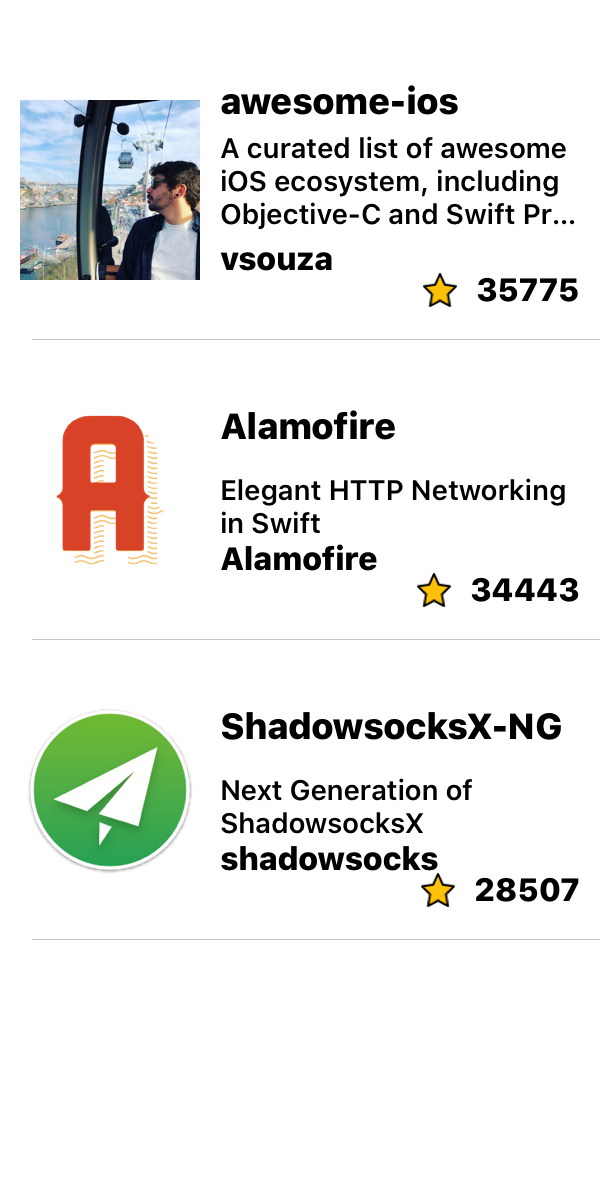 awesome-ios
A curated list of awesome
iOS ecosystem, including
Objective-C and Swift Pr...
vsouza
35775
Alamofire
Elegant HTTP Networking
in Swift
Alamofire
34443
ShadowsocksX-NG
Next Generation of
ShadowsocksX
shadowsocks
28507